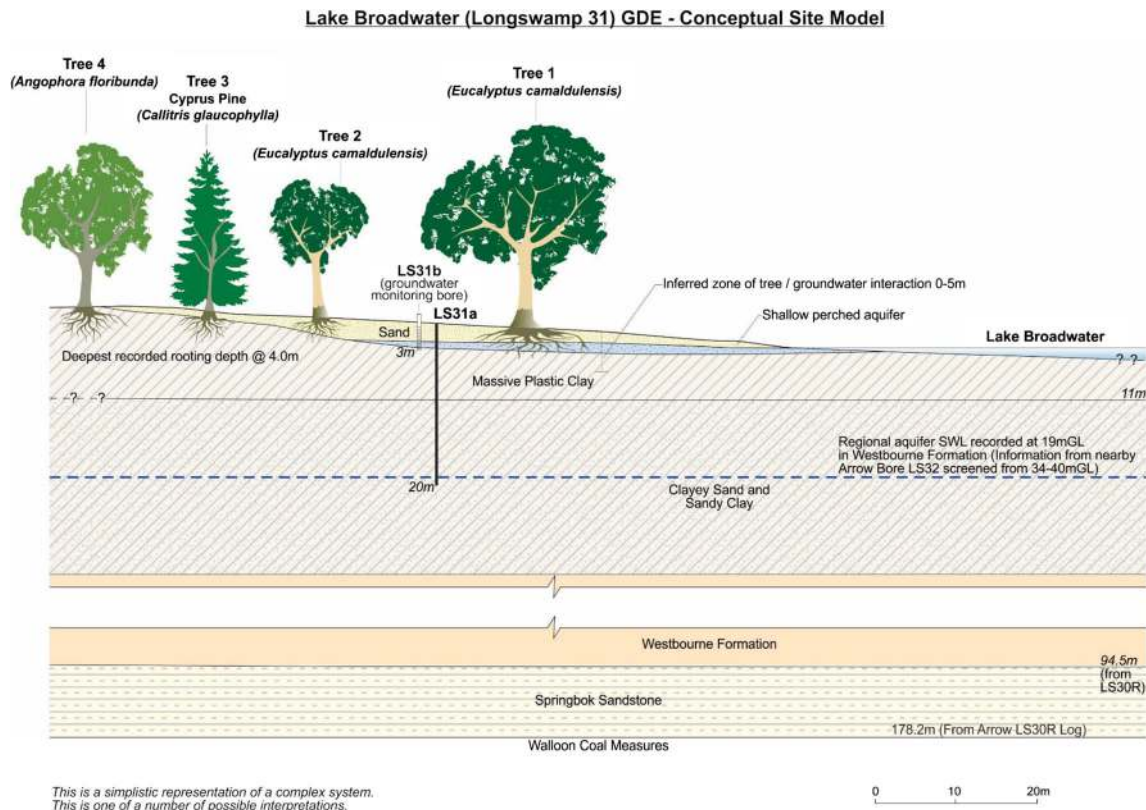 Lake Broadwater (Longswamp 31) GDE - Conceptual Site Model
Tree 4
(Angophora floribunda)
Tree 3
Cyprus Pine
(Callitris glaucophylla)
Tree 2
(Eucalyptus camaldulensis)
Tree 1
(Eucalyptus camaldulensis)
LS31b
(groundwater
monitoring bore)
LS31a
Inferred zone of tree / groundwater interaction 0-5m
Shallow perched aquifer
Lake Broadwater
Sand
3m
Deepest recorded rooting depth @ 4.0m
Massive Plastic Clay
? ?
11m
? ?
Regional aquifer SWL recorded at 19mGL
in Westbourne Formation (Information from nearby
Arrow Bore LS32 screened from 34-40mGL)
20m
Clayey Sand and
Sandy Clay
Westbourne Formation
94.5m
(from
LS30R)
Springbok Sandstone
178.2m (From Arrow LS30R Log)
Walloon Coal Measures
This is a simplistic representation of a complex system.
This is one of a number of possible interpretations.
0 10 20m